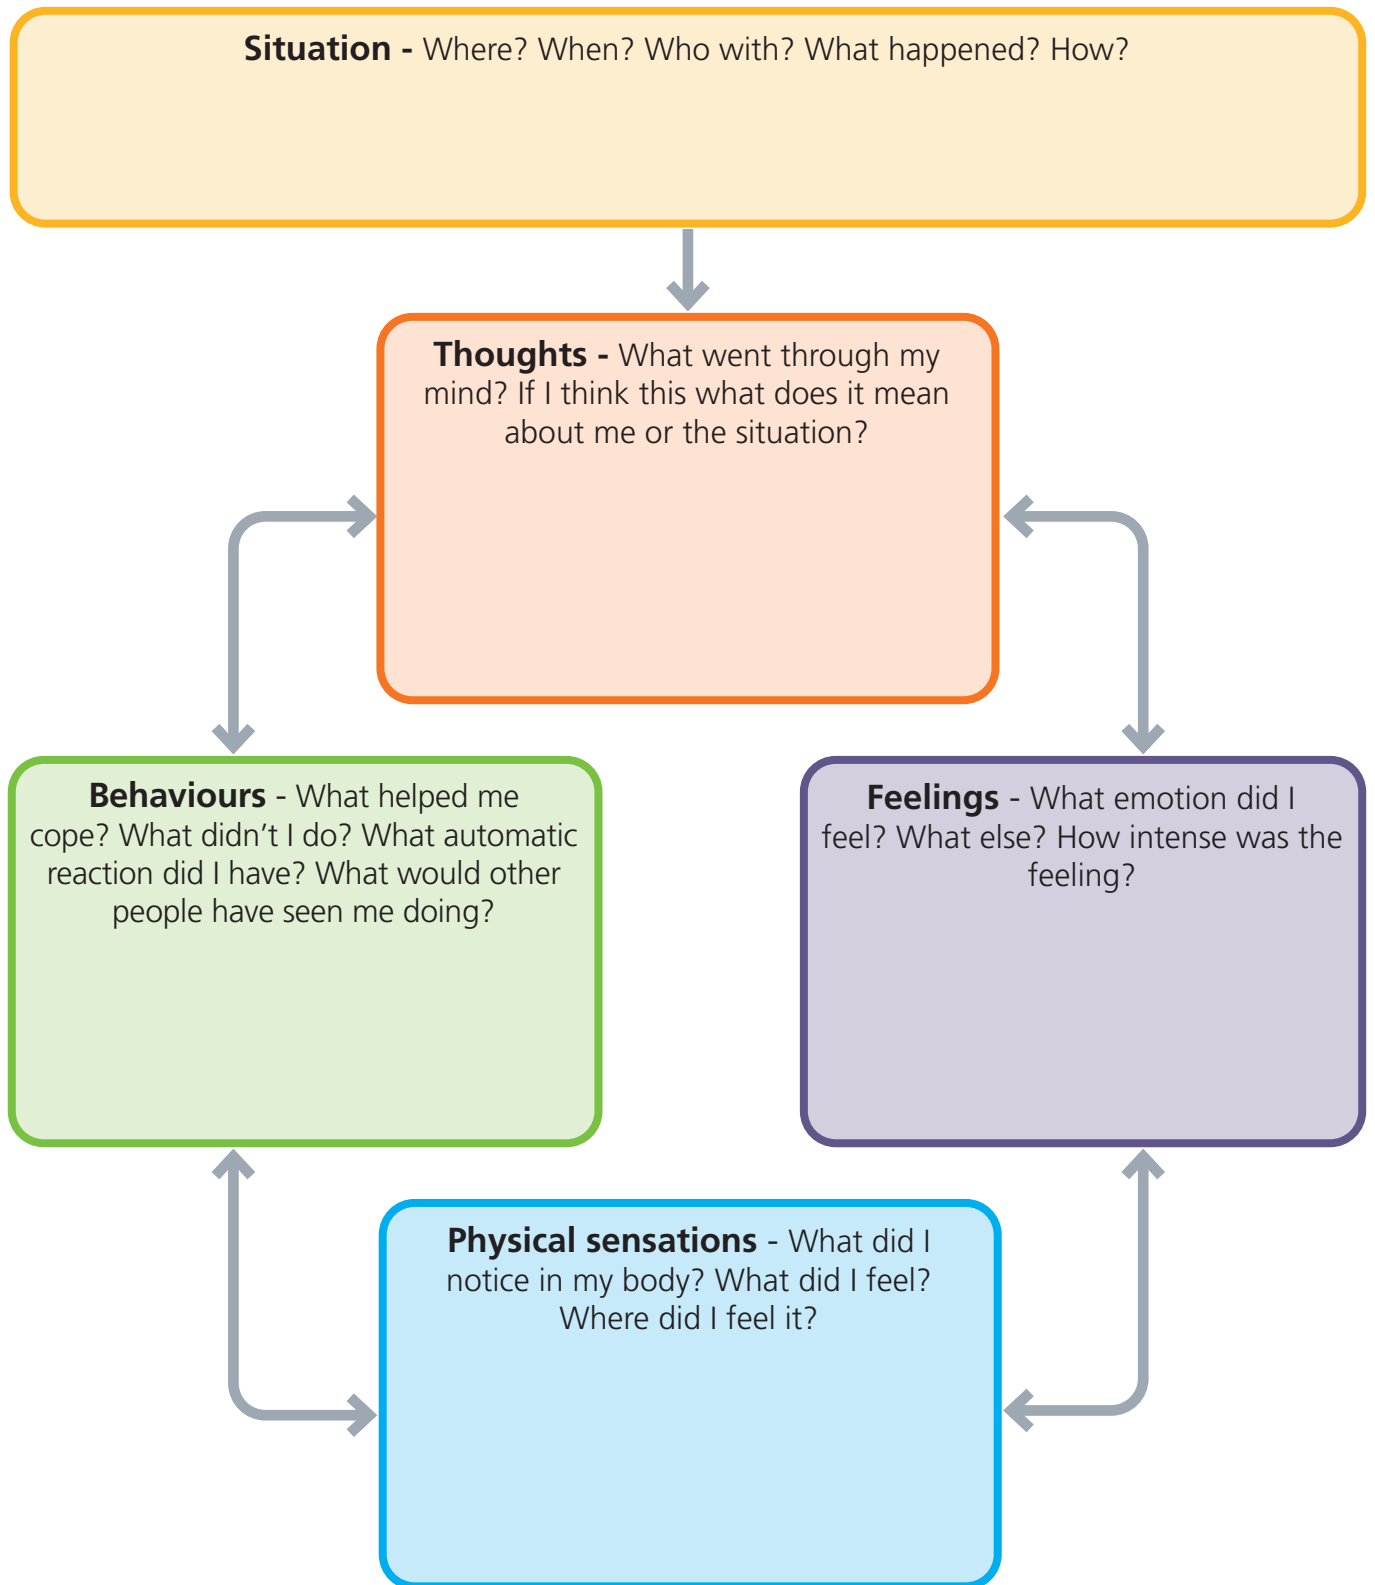 Situation - Where? When? Who with? What happened? How?
Thoughts - What went through my
mind? If I think this what does it mean
about me or the situation?
Behaviours - What helped me
cope? What didn’t I do? What automatic
reaction did I have? What would other
people have seen me doing?
Feelings - What emotion did I
feel? What else? How intense was the
feeling?
Physical sensations - What did I
notice in my body? What did I feel?
Where did I feel it?